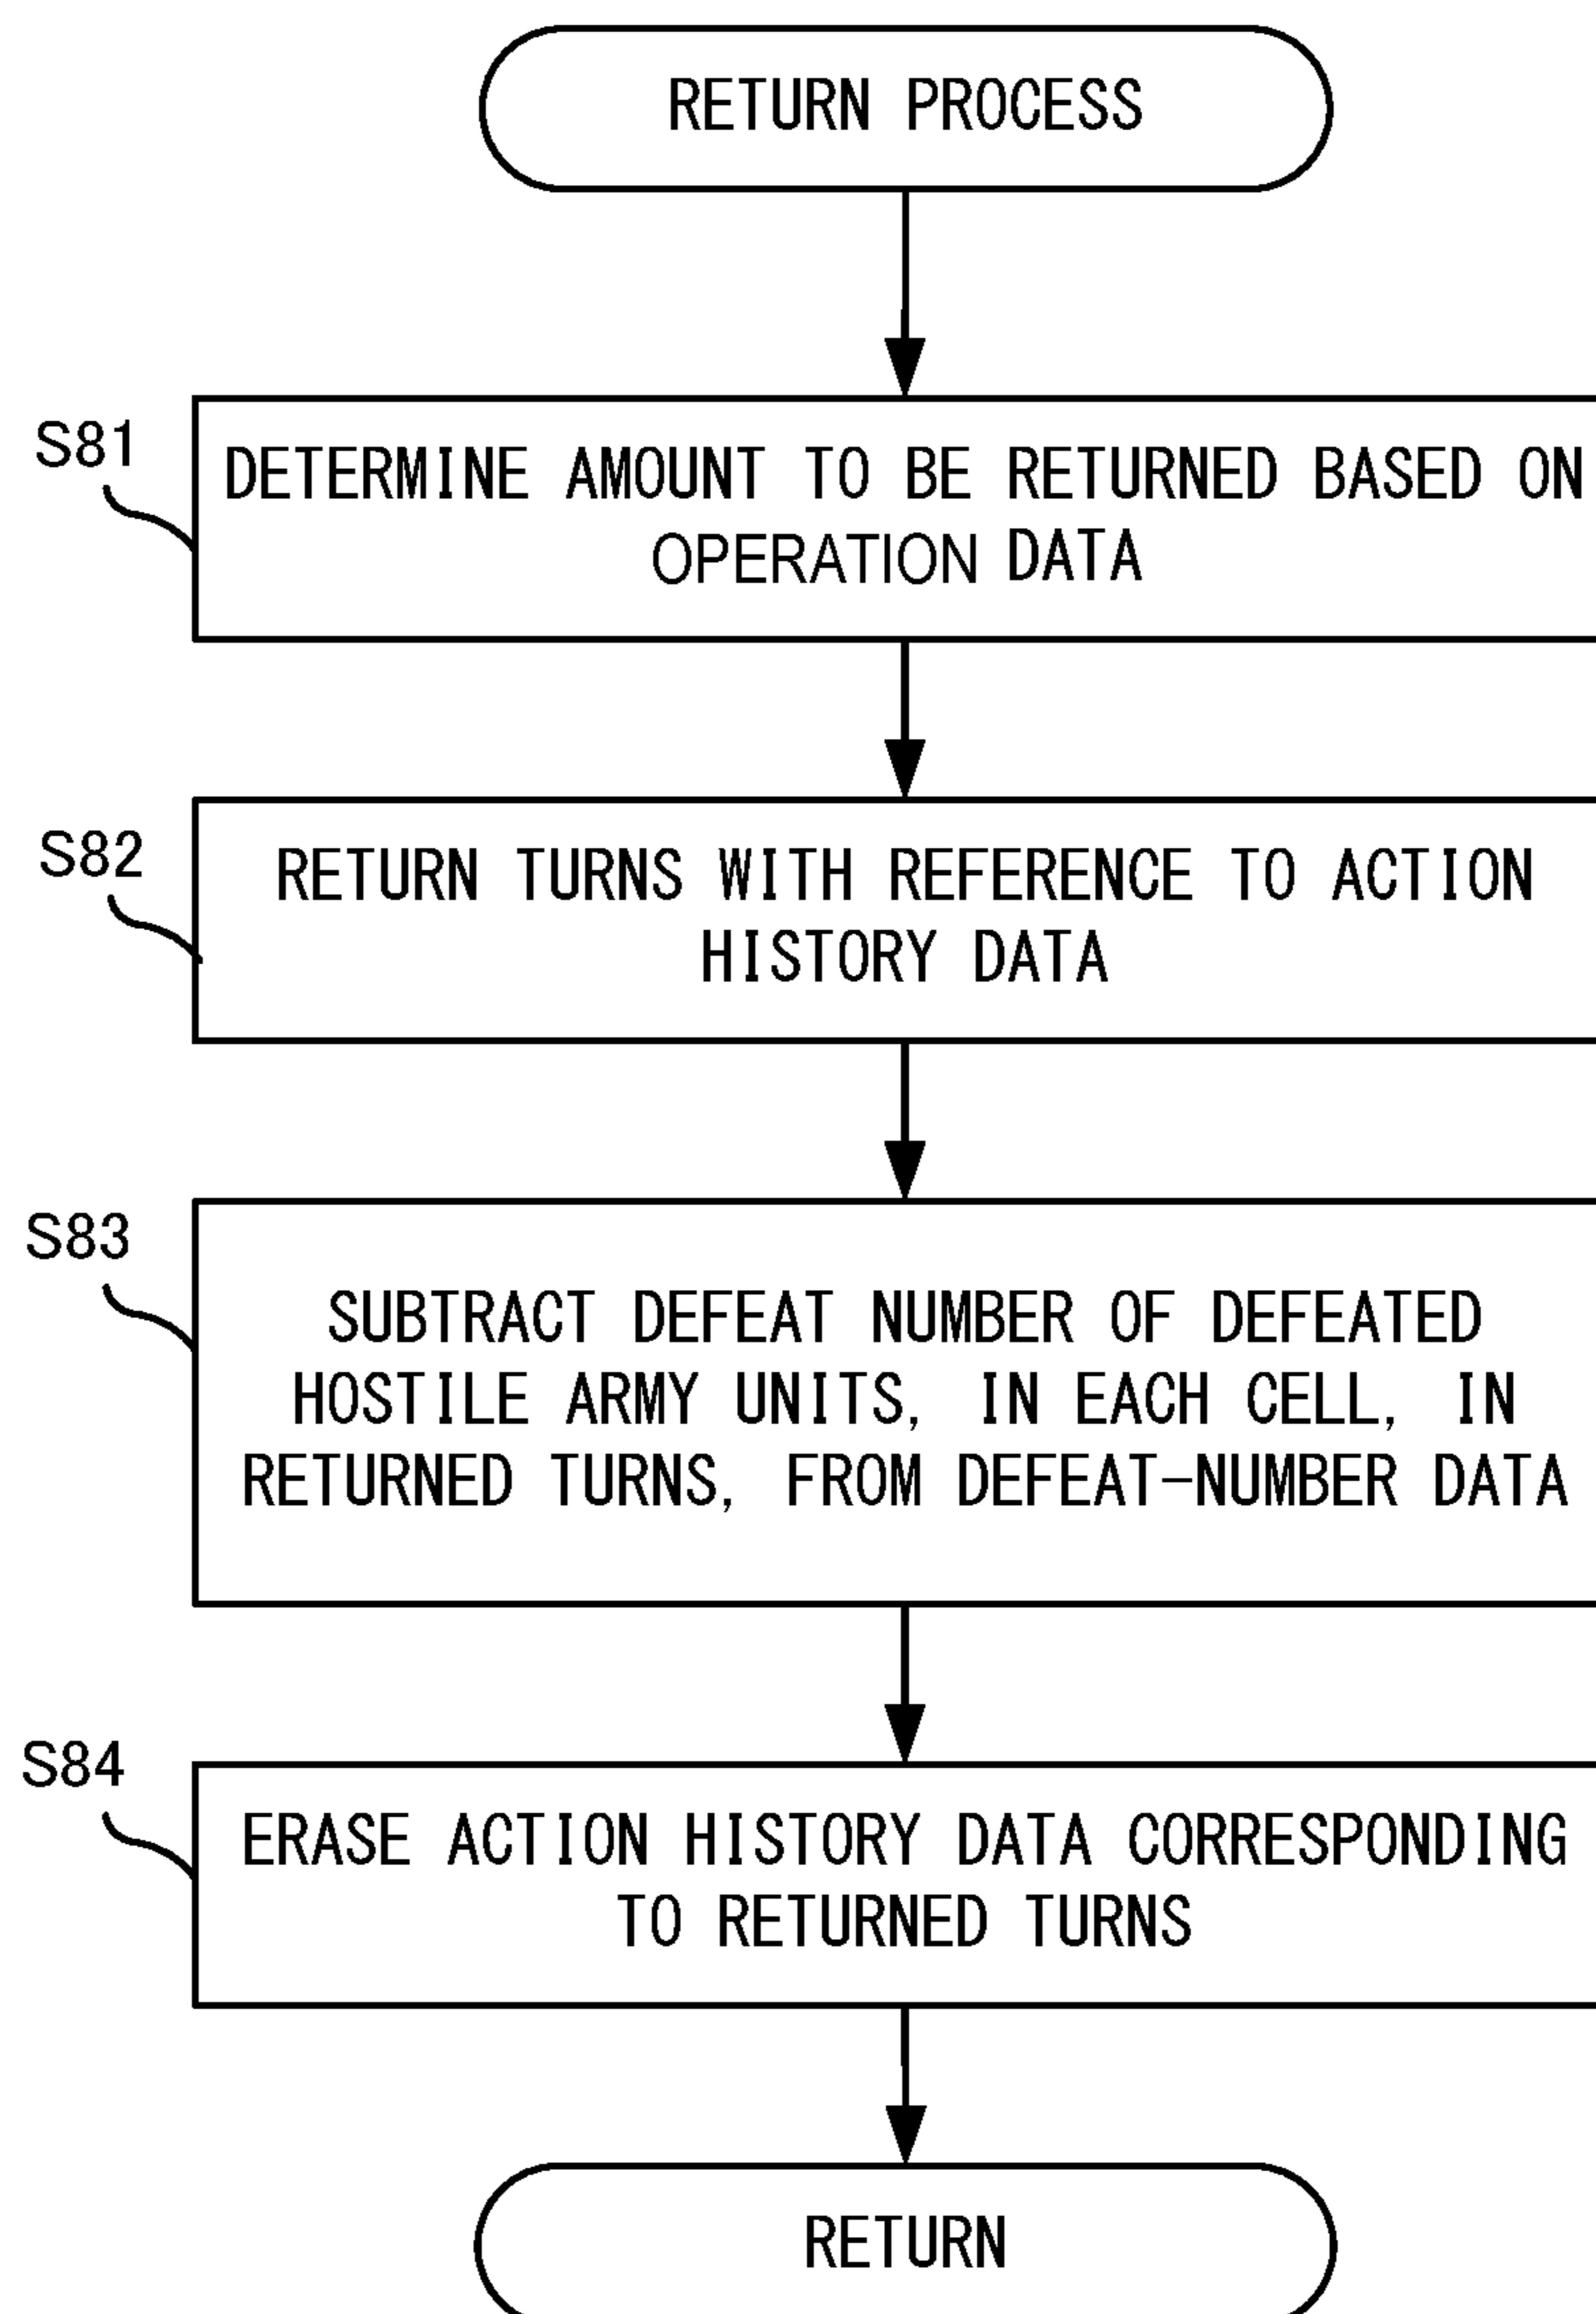 RETURN PROCESS
S81
DETERMINE AMOUNT TO BE RETURNED BASED ON
OPERATION DATA
S82
RETURN TURNS WITH REFERENCE TO ACTION
HISTORY DATA
S83
SUBTRACT DEFEAT NUMBER OF DEFEATED
HOSTILE ARMY UNITS, IN EACH CELL, IN
RETURNED TURNS, FROM DEFEAT-NUMBER DATA
S84
ERASE ACTION HISTORY DATA CORRESPONDING
TO RETURNED TURNS
RETURN